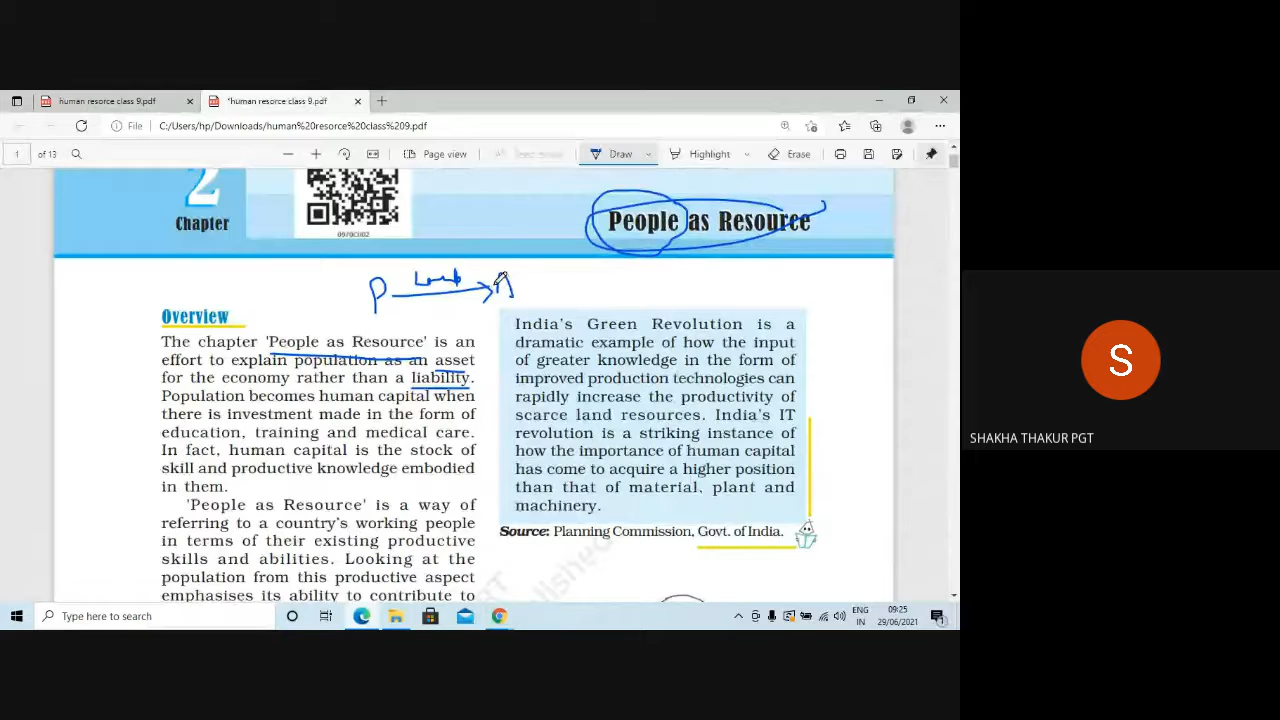 human resorce class 9.pdf
*human resorce class 9.pdf
File
C:/Users/hp/Downloads/human%20resorce%20class%209.pdf
1 of 13
Page view
Draw
Highlight
Erase
2
Chapter
People as Resource
P
Overview
The chapter 'People as Resource' is an
effort to explain population as an asset
for the economy rather than a liability.
Population becomes human capital when
there is investment made in the form of
education, training and medical care.
In fact, human capital is the stock of
skill and productive knowledge embodied
in them.
'People as Resource' is a way of
referring to a country's working people
in terms of their existing productive
skills and abilities. Looking at the
population from this productive aspect
emphasises its ability to contribute to
India's Green Revolution is a
dramatic example of how the input
of greater knowledge in the form of
improved production technologies can
rapidly increase the productivity of
scarce land resources. India's IT
revolution is a striking instance of
how the importance of human capital
has come to acquire a higher position
than that of material, plant and
machinery.
Source: Planning Commission, Govt. of India.
S
SHAKHA THAKUR PGT
Type here to search
ENG
IN
09:25
29/06/2021